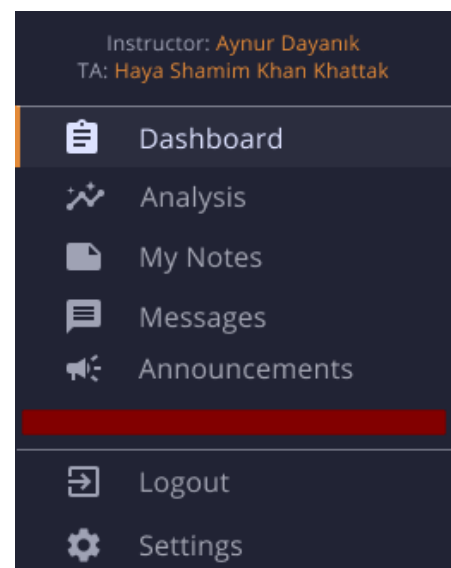 Instructor: Aynur Dayanık
TA: Haya Shamim Khan Khattak
Dashboard
Analysis
My Notes
Messages
Announcements
Logout
Settings